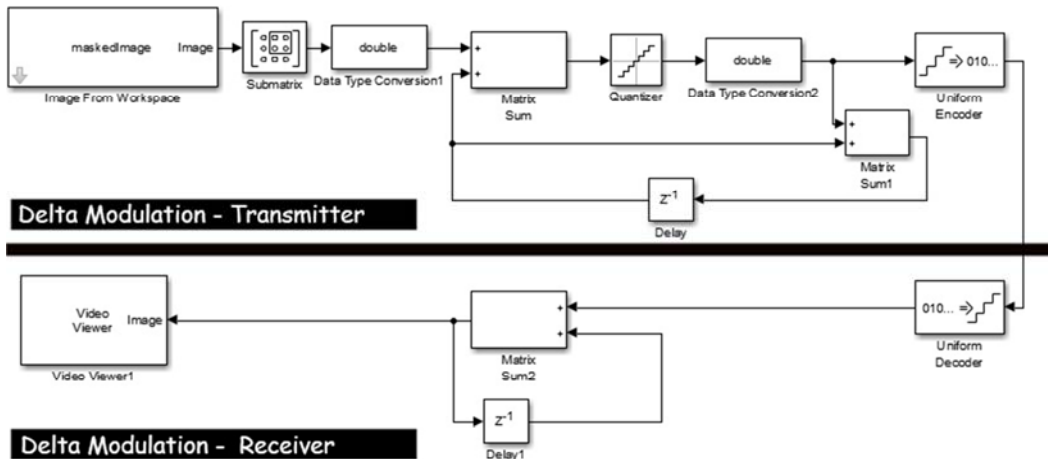 maskedImage
Image
Image From Workspace
Submatrix
double
Data Type Conversion1
+
+
Matrix
Sum
Quantizer
double
Data Type Conversion2
+
+
Matrix
Sum1
010...
Uniform
Encoder
Z-1
Delay
Delta Modulation - Transmitter
Video
Viewer
Image
Video Viewer1
+
+
Matrix
Sum2
010...
Uniform
Decoder
Z-1
Delay1
Delta Modulation - Receiver